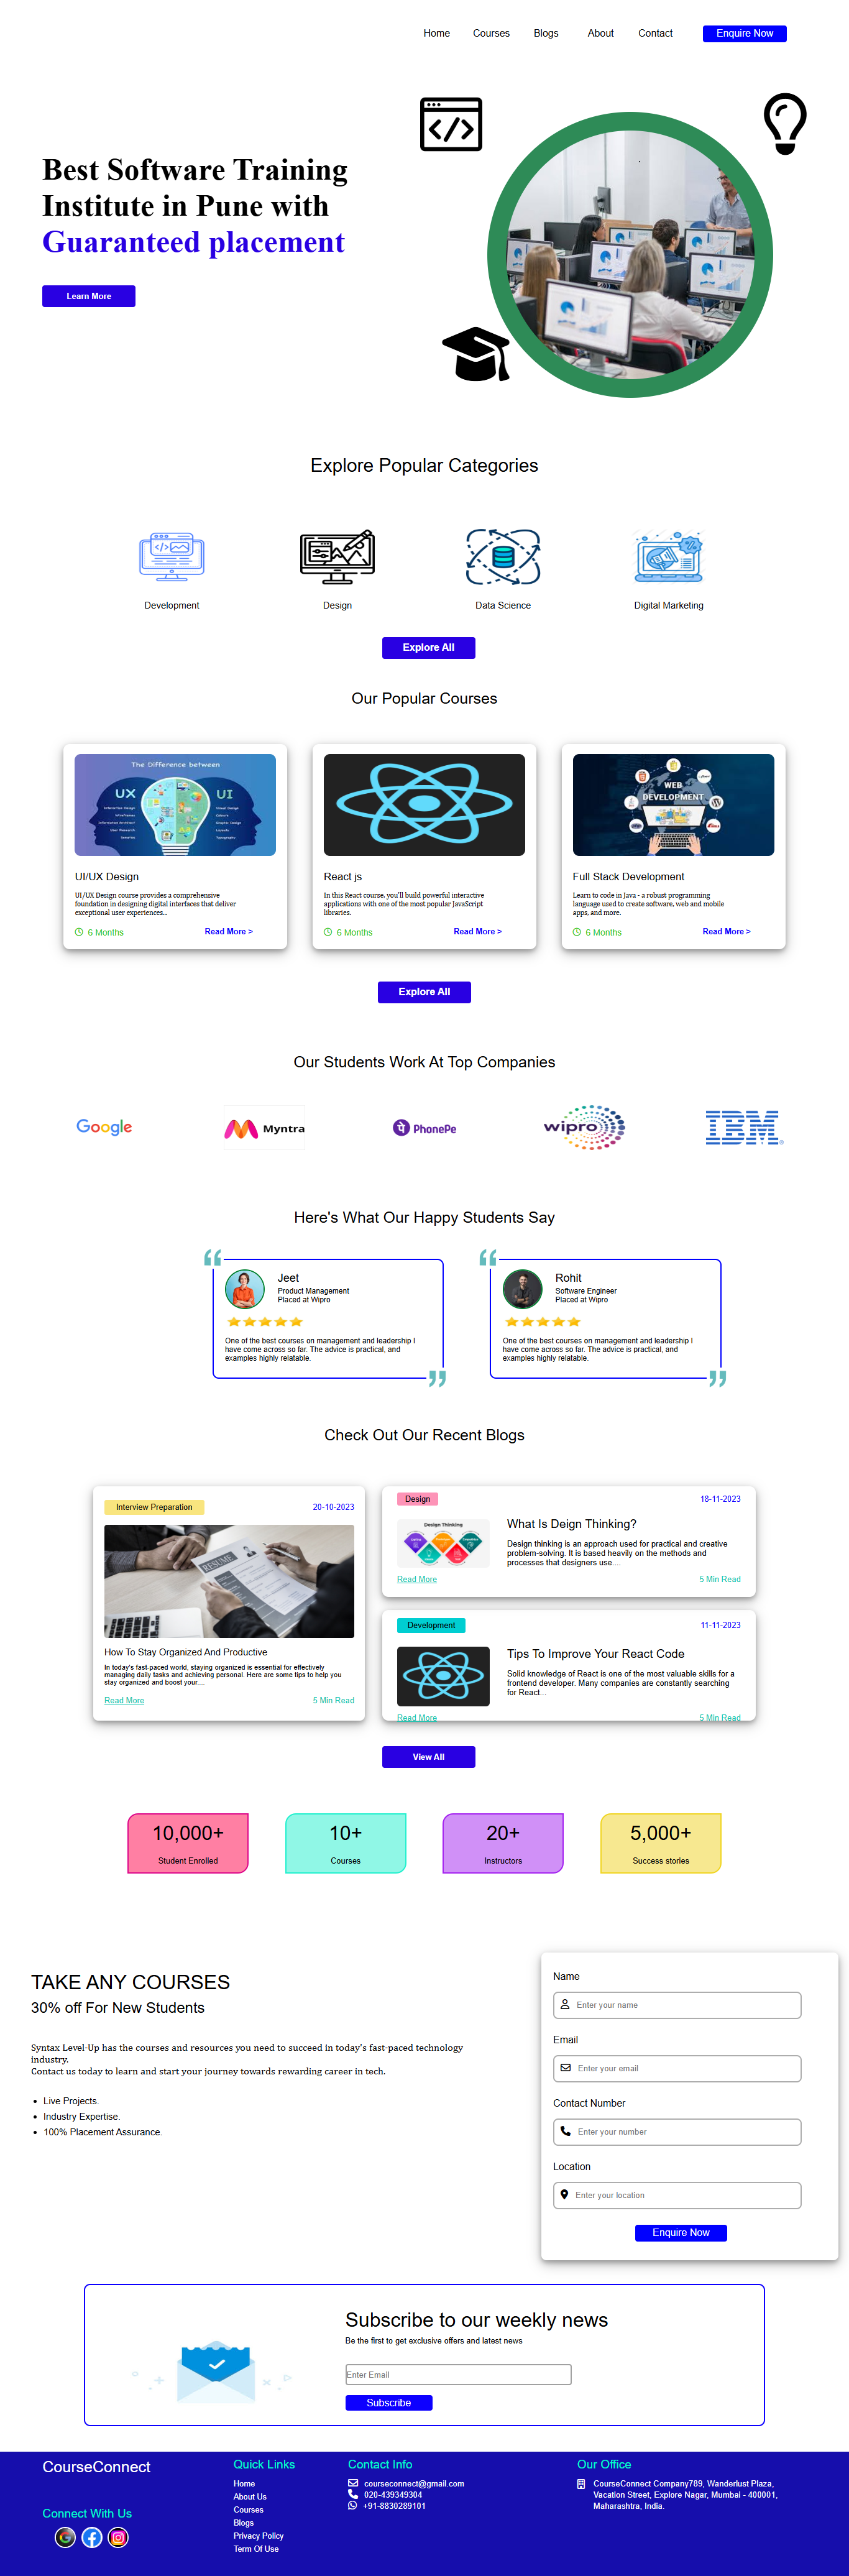 Home Courses Blogs About Contact Enquire Now
Best Software Training
Institute in Pune with
Guaranteed placement
Learn More
Explore Popular Categories
Development
Design
Data Science
Digital Marketing
Explore All
Our Popular Courses
The Difference between
UX
UI
UI/UX Design
UI/UX Design course provides a comprehensive
foundation in designing digital interfaces that deliver
exceptional user experiences...
6 Months
Read More >
React js
In this React course, you'll build powerful interactive
applications with one of the most popular JavaScript
libraries.
6 Months
Read More >
WEB
DEVELOPMENT
Full Stack Development
Learn to code in Java - a robust programming
language used to create software, web and mobile
apps, and more.
6 Months
Read More >
Explore All
Our Students Work At Top Companies
Google
Myntra
PhonePe
wipro
IBM
Here's What Our Happy Students Say
Jeet
Product Management
Placed at Wipro
One of the best courses on management and leadership I
have come across so far. The advice is practical, and
examples highly relatable.
Rohit
Software Engineer
Placed at Wipro
One of the best courses on management and leadership I
have come across so far. The advice is practical, and
examples highly relatable.
Check Out Our Recent Blogs
Interview Preparation
20-10-2023
RESUME
How To Stay Organized And Productive
In today's fast-paced world, staying organized is essential for effectively
managing daily tasks and achieving personal. Here are some tips to help you
stay organized and boost your....
Read More
5 Min Read
Design
18-11-2023
Design Thinking
What Is Deign Thinking?
Design thinking is an approach used for practical and creative
problem-solving. It is based heavily on the methods and
processes that designers use....
Read More
5 Min Read
Development
11-11-2023
Tips To Improve Your React Code
Solid knowledge of React is one of the most valuable skills for a
frontend developer. Many companies are constantly searching
for React...
Read More
5 Min Read
View All
10,000+
Student Enrolled
10+
Courses
20+
Instructors
5,000+
Success stories
TAKE ANY COURSES
30% off For New Students
Syntax Level-Up has the courses and resources you need to succeed in today's fast-paced technology
industry.
Contact us today to learn and start your journey towards rewarding career in tech.
Live Projects.
Industry Expertise.
100% Placement Assurance.
Name
Enter your name
Email
Enter your email
Contact Number
Enter your number
Location
Enter your location
Enquire Now
Subscribe to our weekly news
Be the first to get exclusive offers and latest news
Enter Email
Subscribe
CourseConnect
Connect With Us
Quick Links
Home
About Us
Courses
Blogs
Privacy Policy
Term Of Use
Contact Info
courseconnect@gmail.com
020-439349304
+91-8830289101
Our Office
CourseConnect Company789, Wanderlust Plaza,
Vacation Street, Explore Nagar, Mumbai - 400001,
Maharashtra, India.